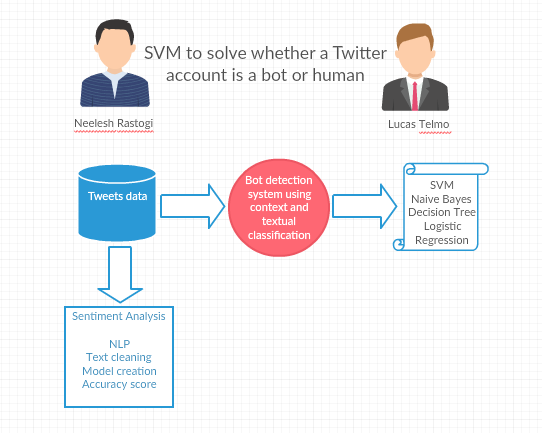 SVM to solve whether a Twitter
account is a bot or human
Neelesh Rastogi
Lucas Telmo
Tweets data
Bot detection
system using
context and
textual
classification
SVM
Naive Bayes
Decision Tree
Logistic
Regression
Sentiment Analysis
NLP
Text cleaning
Model creation
Accuracy score